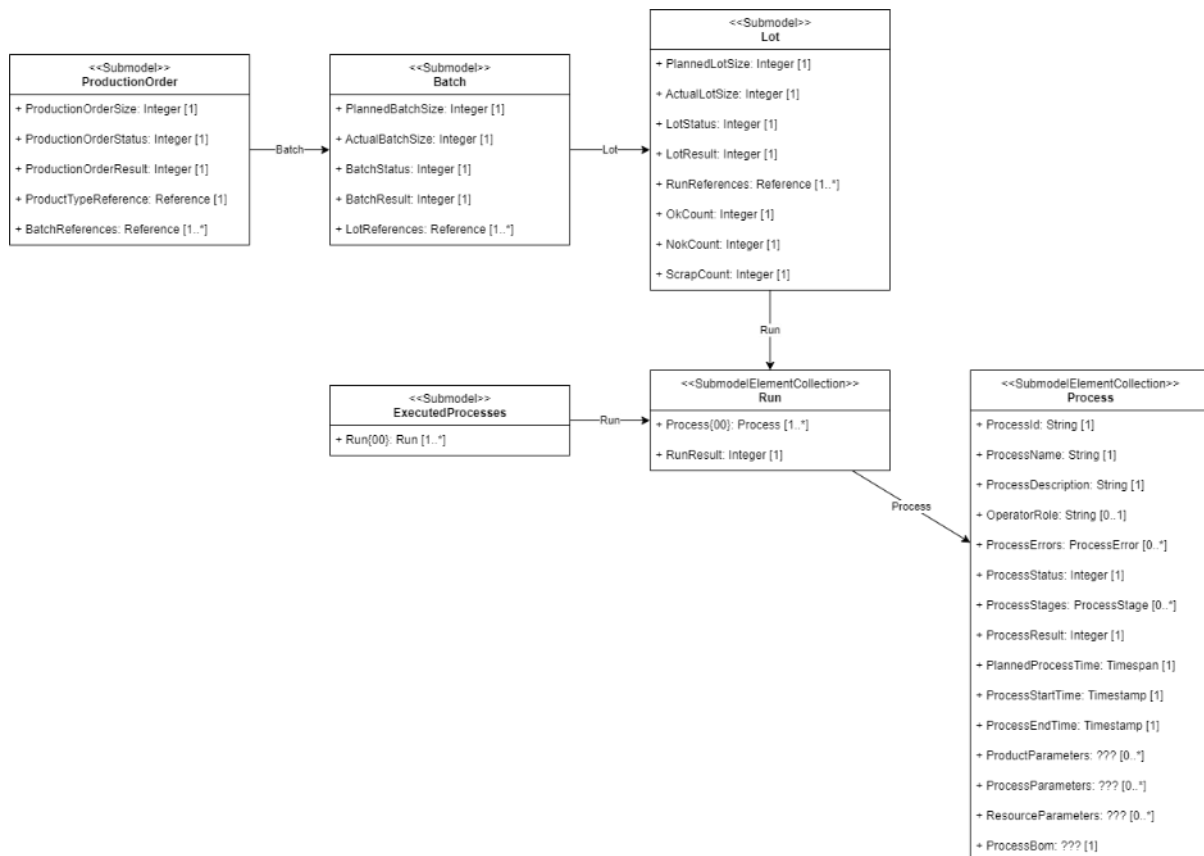 <<Submodel>>
ProductionOrder
+ ProductionOrderSize: Integer [1]
+ ProductionOrderStatus: Integer [1]
+ ProductionOrderResult: Integer [1]
+ ProductTypeReference: Reference [1]
+ BatchReferences: Reference [1..*]
Batch
<<Submodel>>
Batch
+ PlannedBatchSize: Integer [1]
+ ActualBatchSize: Integer [1]
+ BatchStatus: Integer [1]
+ BatchResult: Integer [1]
+ LotReferences: Reference [1..*]
Lot
<<Submodel>>
Lot
+ PlannedLotSize: Integer [1]
+ ActualLotSize: Integer [1]
+ LotStatus: Integer [1]
+ LotResult: Integer [1]
+ RunReferences: Reference [1..*]
+ OkCount: Integer [1]
+ NokCount: Integer [1]
+ ScrapCount: Integer [1]
Run
<<Submodel>>
ExecutedProcesses
+ Run{00}: Run [1..*]
Run
<<SubmodelElementCollection>>
Run
+ Process{00}: Process [1..*]
+ RunResult: Integer [1]
Process
<<SubmodelElementCollection>>
Process
+ ProcessId: String [1]
+ ProcessName: String [1]
+ ProcessDescription: String [1]
+ OperatorRole: String [0..1]
+ ProcessErrors: ProcessError [0..*]
+ ProcessStatus: Integer [1]
+ ProcessStages: ProcessStage [0..*]
+ ProcessResult: Integer [1]
+ PlannedProcessTime: Timespan [1]
+ ProcessStartTime: Timestamp [1]
+ ProcessEndTime: Timestamp [1]
+ ProductParameters: ??? [0..*]
+ ProcessParameters: ??? [0..*]
+ ResourceParameters: ??? [0..*]
+ ProcessBom: ??? [1]